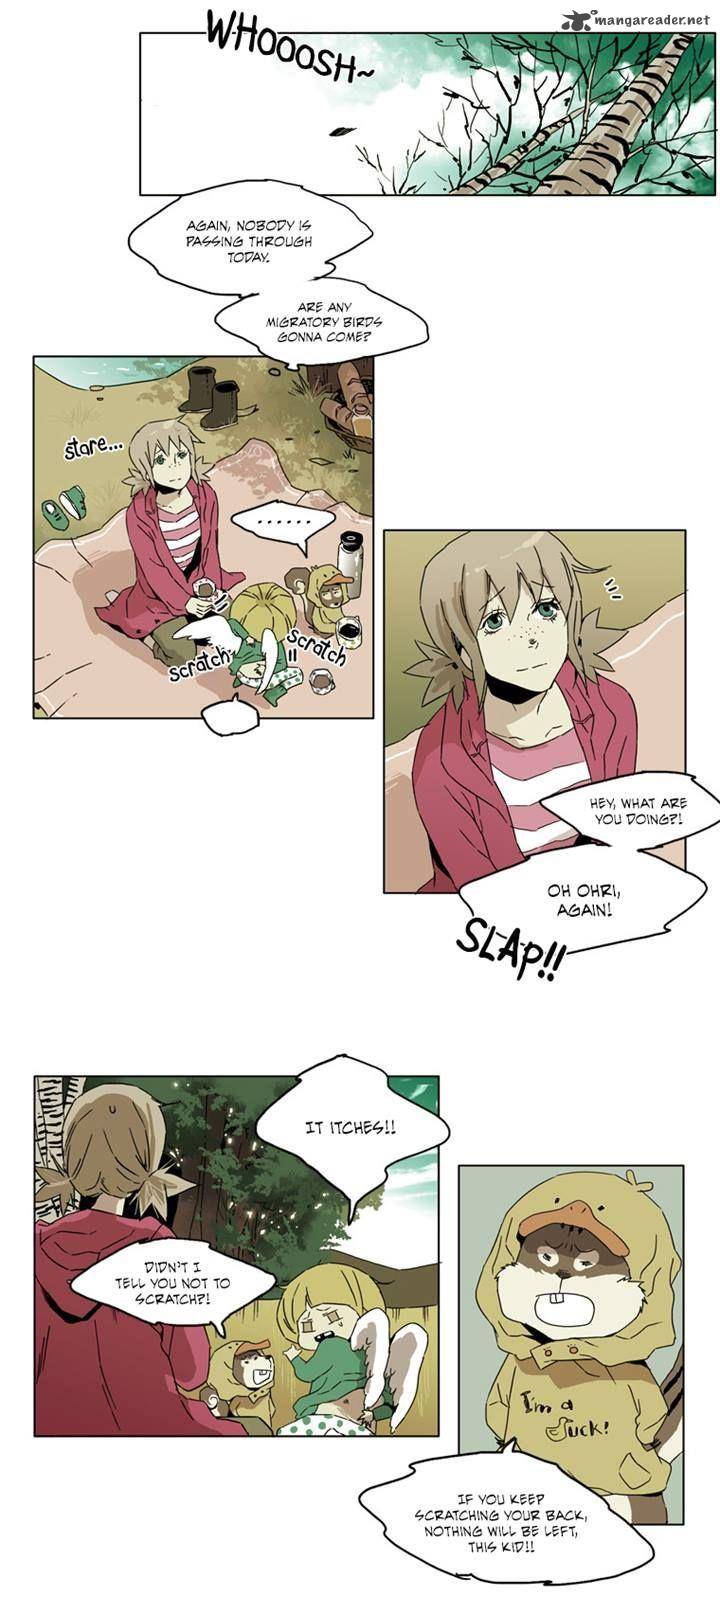 mangareader.net
WHOOOSH~
AGAIN, NOBODY IS
PASSING THROUGH
TODAY.
ARE ANY
MIGRATORY BIRDS
GONNA COME?
stare...
......
scratch
scratch
HEY, WHAT ARE
YOU DOING?!
OH OHRI,
AGAIN!
SLAP!!
IT ITCHES!!
DIDN'T I
TELL YOU NOT TO
SCRATCH?!
I'm a
Duck!
IF YOU KEEP
SCRATCHING YOUR BACK,
NOTHING WILL BE LEFT,
THIS KID!!